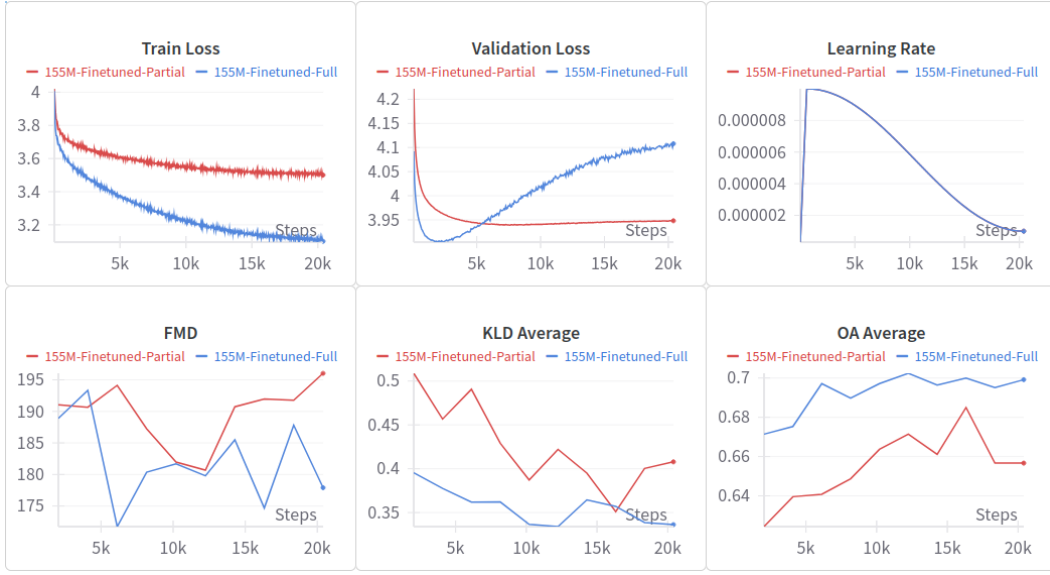 Train Loss
155M-Finetuned-Partial 155M-Finetuned-Full
4
3.8
3.6
3.4
3.2
Steps
5k 10k 15k 20k
Validation Loss
155M-Finetuned-Partial 155M-Finetuned-Full
4.2
4.15
4.1
4.05
4
3.95
Steps
5k 10k 15k 20k
Learning Rate
155M-Finetuned-Partial 155M-Finetuned-Full
0.000008
0.000006
0.000004
0.000002
Steps
5k 10k 15k 20k
FMD
155M-Finetuned-Partial 155M-Finetuned-Full
195
190
185
180
175
Steps
5k 10k 15k 20k
KLD Average
155M-Finetuned-Partial 155M-Finetuned-Full
0.5
0.45
0.4
0.35
Steps
5k 10k 15k 20k
OA Average
155M-Finetuned-Partial 155M-Finetuned-Full
0.7
0.68
0.66
0.64
Steps
5k 10k 15k 20k